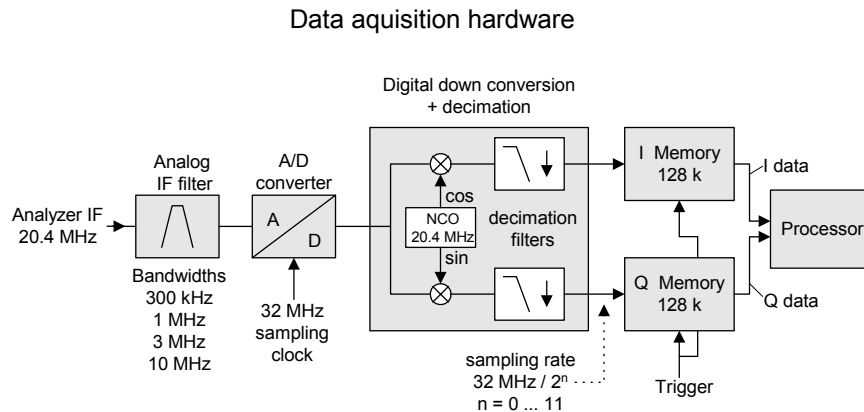 Data aquisition hardware
Digital down conversion
+ decimation
Analog
IF filter
A/D
converter
Analyzer IF
20.4 MHz
A
D
cos
NCO
20.4 MHz
sin
decimation
filters
I Memory
128 k
I data
Processor
Q Memory
128 k
Q data
Bandwidths
300 kHz
1 MHz
3 MHz
10 MHz
32 MHz
sampling
clock
sampling rate
32 MHz / 2ⁿ
n = 0 ... 11
Trigger